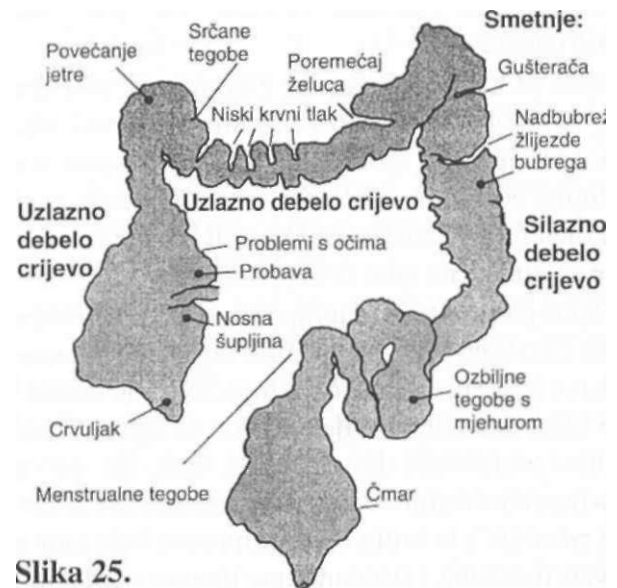 Smetnje:
Srčane
tegobe
Povećanje
jetre
Poremećaj
želuca
Gušterača
Niski krvni tlak
Nadbubrež
žlijezde
bubrega
Uzlazno
debelo
crijevo
Uzlazno debelo crijevo
Silazno
debelo
crijevo
Problemi s očima
Probava
Nosna
šupljina
Crvuljak
Ozbiljne
tegobe s
mjehurom
Menstrualne tegobe
Čmar
Slika 25.